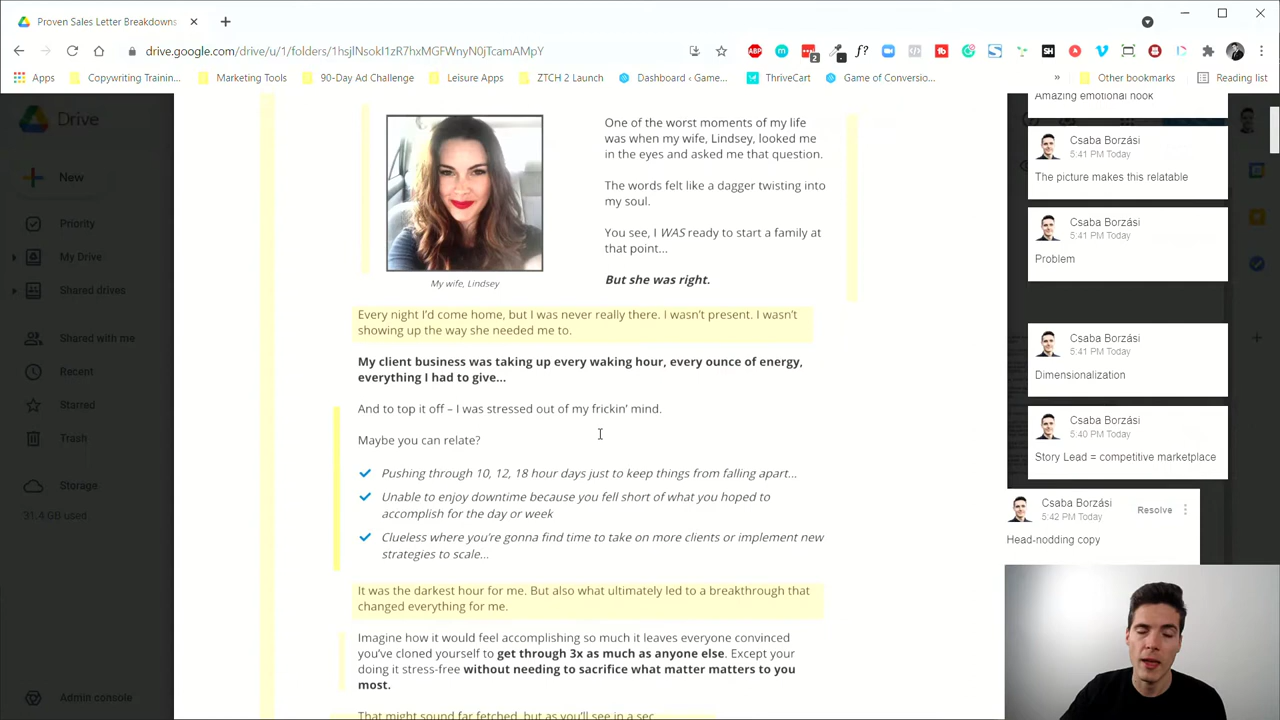 Proven Sales Letter Breakdowns
drive.google.com/drive/u/1/folders/1hsjlNsokI1zR7hxMGFWnyN0jTcamAMpY
Apps
Copywriting Trainin...
Marketing Tools
90-Day Ad Challenge
Leisure Apps
ZTCH 2 Launch
Dashboard ‹ Game...
ThriveCart
Game of Conversio...
»
Other bookmarks
Reading list
Drive
New
Priority
My Drive
Shared drives
Shared with me
Recent
Starred
Trash
Storage
31.4 GB used
Admin console
One of the worst moments of my life
was when my wife, Lindsey, looked me
in the eyes and asked me that question.
The words felt like a dagger twisting into
my soul.
You see, I WAS ready to start a family at
that point...
But she was right.
My wife, Lindsey
Every night I'd come home, but I was never really there. I wasn't present. I wasn't
showing up the way she needed me to.
My client business was taking up every waking hour, every ounce of energy,
everything I had to give...
And to top it off – I was stressed out of my frickin' mind.
Maybe you can relate?
Pushing through 10, 12, 18 hour days just to keep things from falling apart...
Unable to enjoy downtime because you fell short of what you hoped to
accomplish for the day or week
Clueless where you're gonna find time to take on more clients or implement new
strategies to scale...
It was the darkest hour for me. But also what ultimately led to a breakthrough that
changed everything for me.
Imagine how it would feel accomplishing so much it leaves everyone convinced
you've cloned yourself to get through 3x as much as anyone else. Except your
doing it stress-free without needing to sacrifice what matter matters to you
most.
That might sound far fetched, but as you'll see in a sec
Amazing emotional hook
Csaba Borzási
5:41 PM Today
The picture makes this relatable
Csaba Borzási
5:41 PM Today
Problem
Csaba Borzási
5:41 PM Today
Dimensionalization
Csaba Borzási
5:40 PM Today
Story Lead = competitive marketplace
Csaba Borzási
5:42 PM Today
Resolve
Head-nodding copy